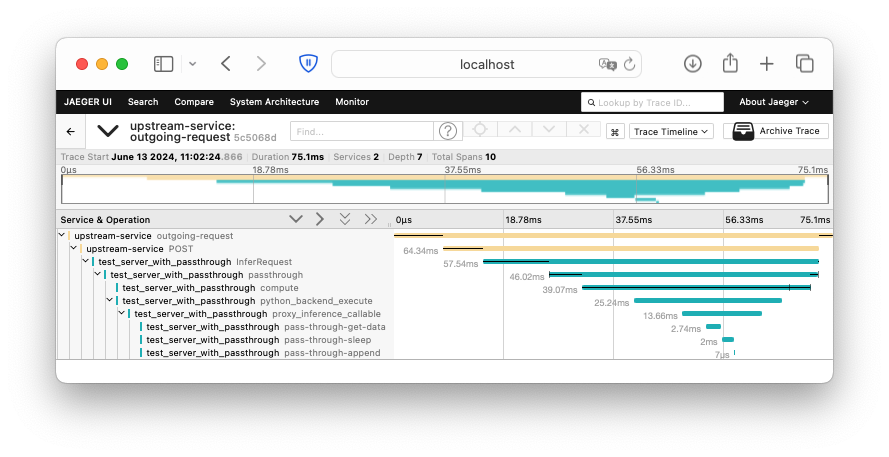 localhost
JAEGER UI Search Compare System Architecture Monitor Lookup by Trace ID... About Jaeger
upstream-service:
outgoing-request 5c5068d Find... ? ⌘ Trace Timeline Archive Trace
Trace Start June 13 2024, 11:02:24.866 Duration 75.1ms Services 2 Depth 7 Total Spans 10
0μs 18.78ms 37.55ms 56.33ms 75.1ms
Service & Operation 0μs 18.78ms 37.55ms 56.33ms 75.1ms
upstream-service outgoing-request
upstream-service POST 64.34ms
test_server_with_passthrough InferRequest 57.54ms
test_server_with_passthrough passthrough 46.02ms
test_server_with_passthrough compute 39.07ms
test_server_with_passthrough python_backend_execute 25.24ms
test_server_with_passthrough proxy_inference_callable 13.66ms
test_server_with_passthrough pass-through-get-data 2.74ms
test_server_with_passthrough pass-through-sleep 2ms
test_server_with_passthrough pass-through-append 7μs